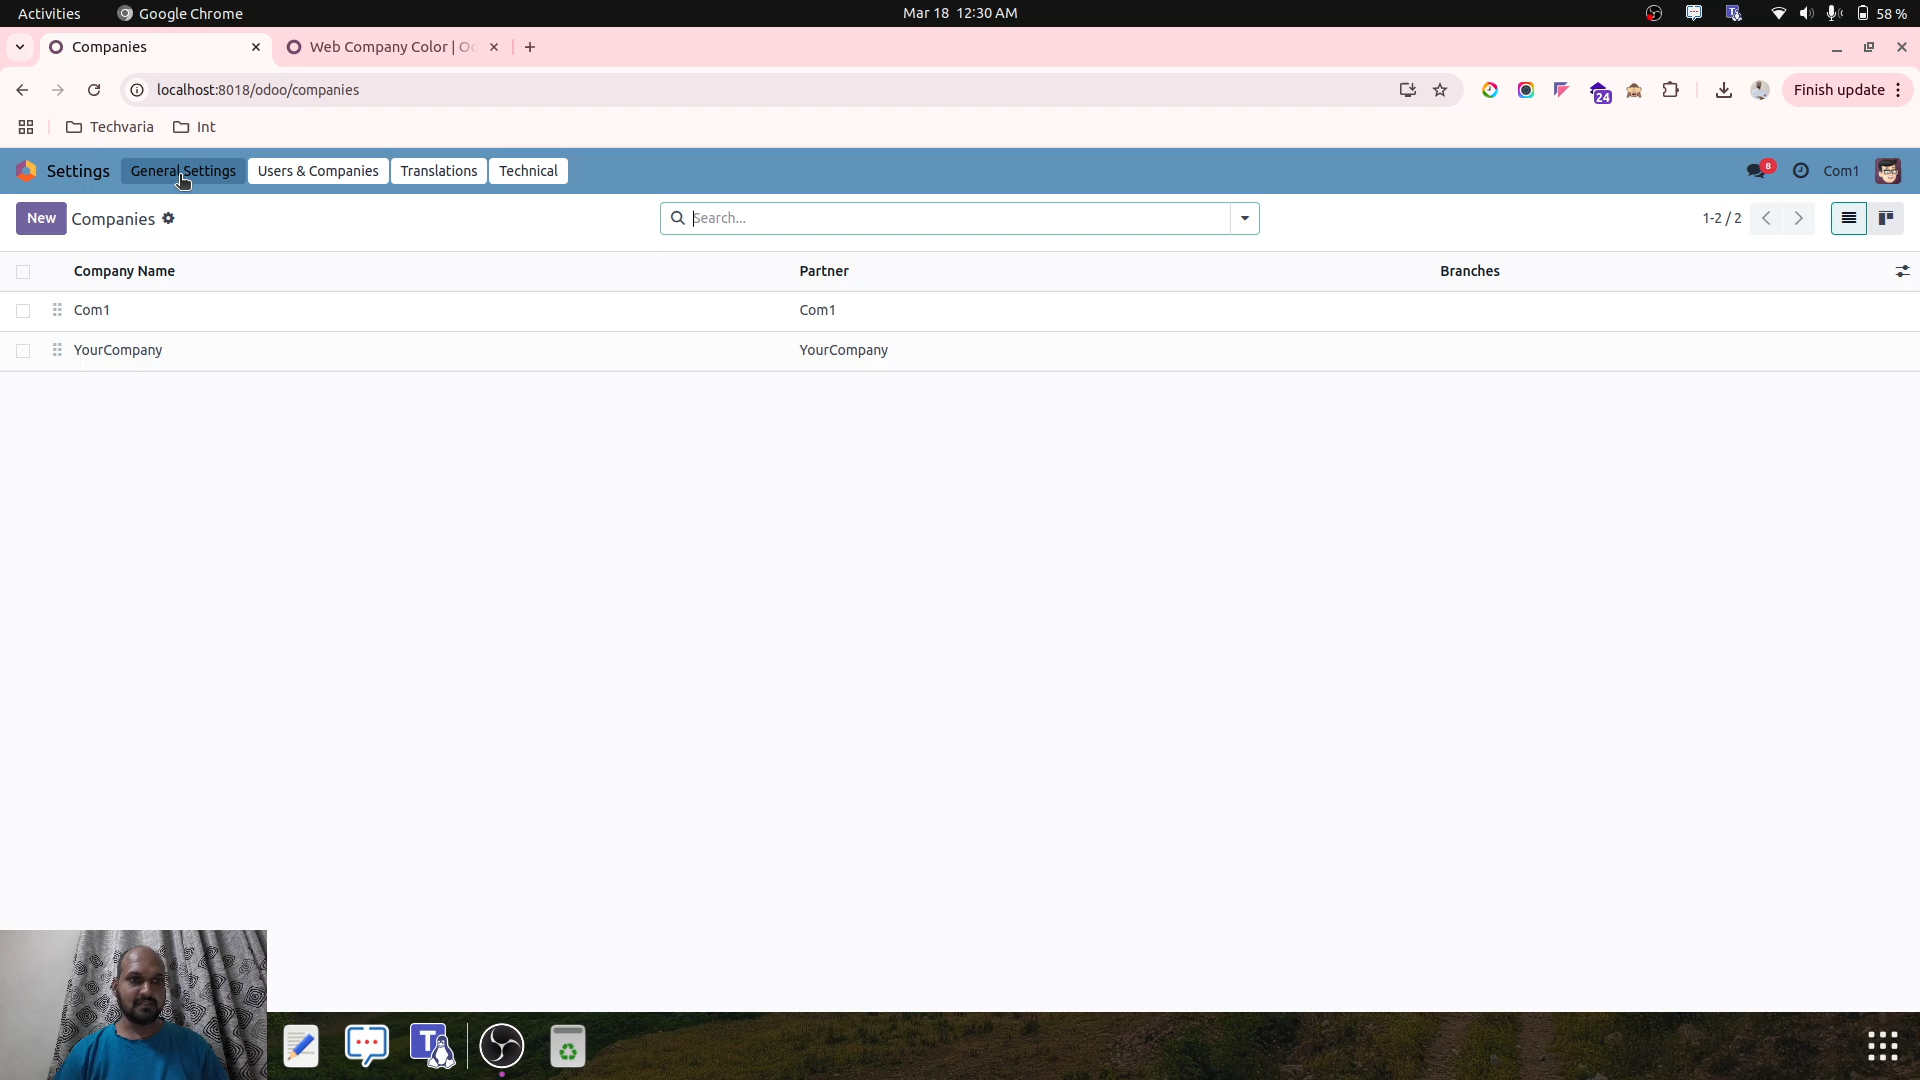 Activities Google Chrome Mar 18 12:30 AM 58 %
Companies Web Company Color | Od
localhost:8018/odoo/companies 24 Finish update
Techvaria Int
Settings General Settings Users & Companies Translations Technical 8 Com1
New Companies Search... 1-2 / 2
Company Name Partner Branches
Com1 Com1
YourCompany YourCompany
T